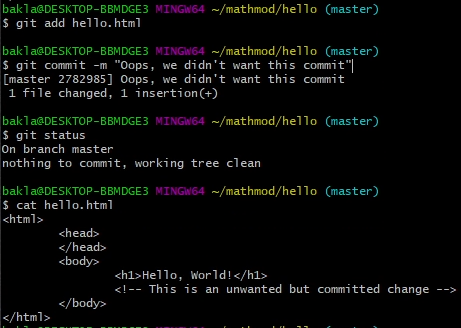 bakla@DESKTOP-BBMDGE3 MINGW64 ~/mathmod/hello (master)
$ git add hello.html
bakla@DESKTOP-BBMDGE3 MINGW64 ~/mathmod/hello (master)
$ git commit -m "Oops, we didn't want this commit"
[master 2782985] Oops, we didn't want this commit
 1 file changed, 1 insertion(+)
bakla@DESKTOP-BBMDGE3 MINGW64 ~/mathmod/hello (master)
$ git status
On branch master
nothing to commit, working tree clean
bakla@DESKTOP-BBMDGE3 MINGW64 ~/mathmod/hello (master)
$ cat hello.html
<html>
        <head>
        </head>
        <body>
                <h1>Hello, World!</h1>
                <!-- This is an unwanted but committed change -->
        </body>
</html>